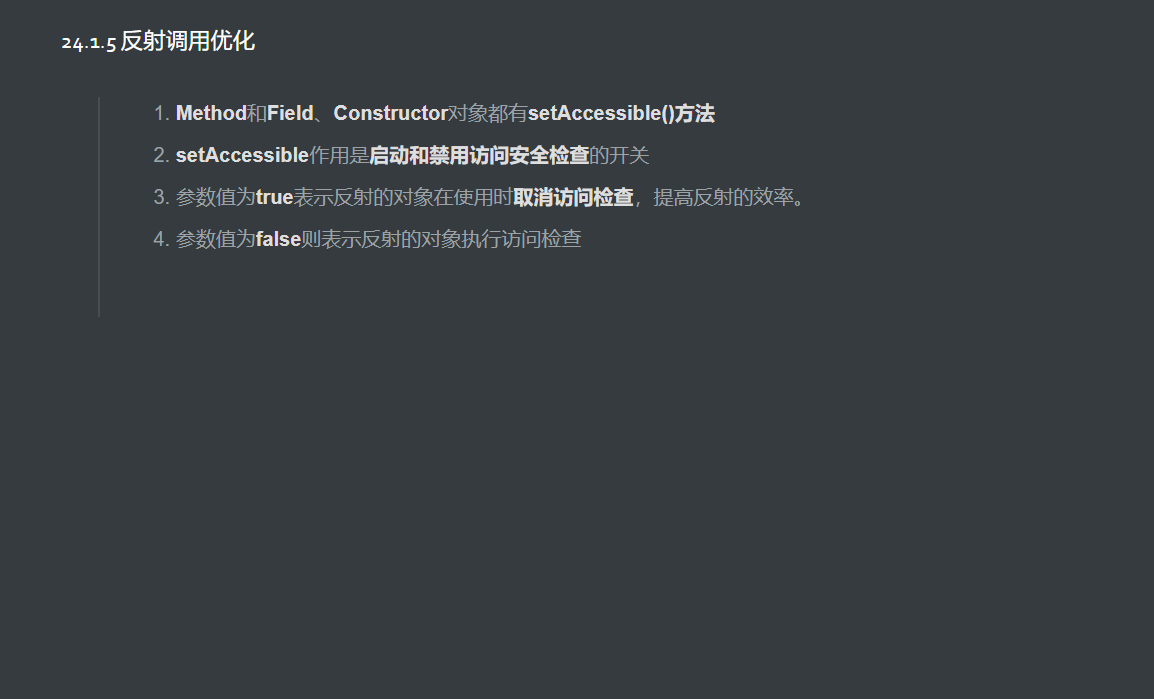 24.1.5 反射调用优化
1. Method和Field、Constructor对象都有setAccessible()方法
2. setAccessible作用是启动和禁用访问安全检查的开关
3. 参数值为true表示反射的对象在使用时取消访问检查，提高反射的效率。
4. 参数值为false则表示反射的对象执行访问检查